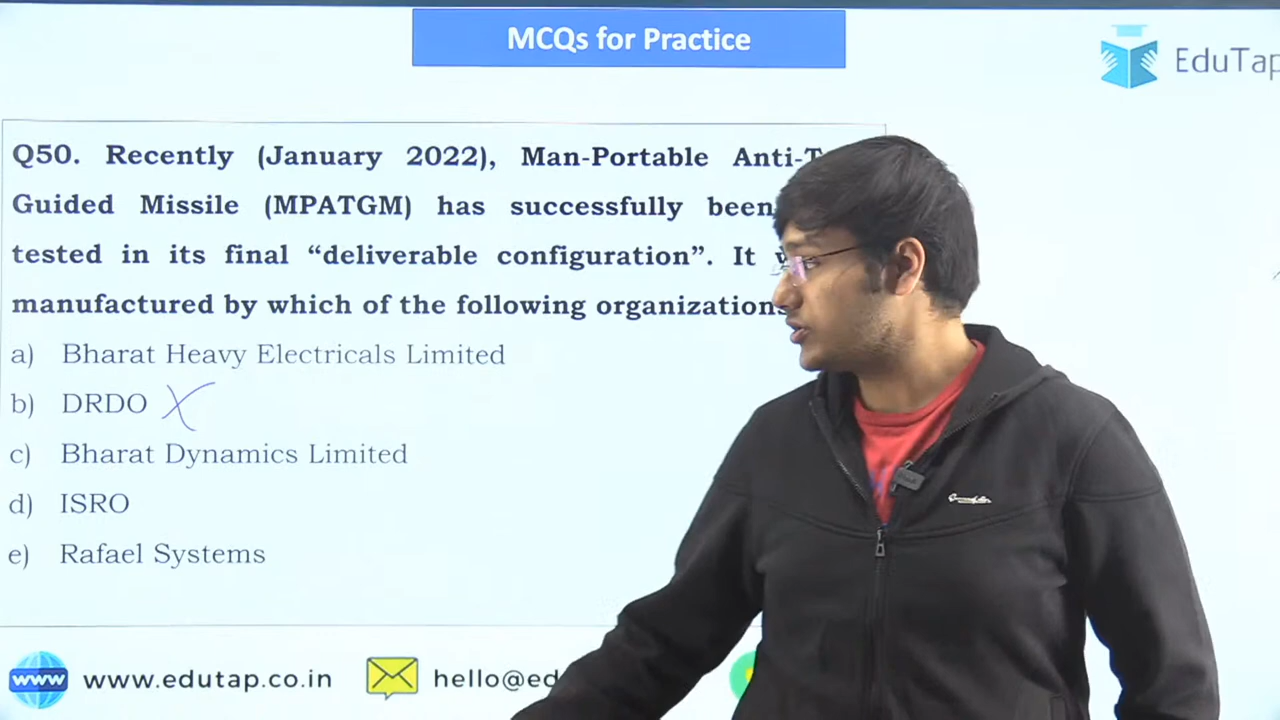 MCQs for Practice
EduTap
Q50. Recently (January 2022), Man-Portable Anti-T
Guided Missile (MPATGM) has successfully been
tested in its final “deliverable configuration”. It
manufactured by which of the following organization
a) Bharat Heavy Electricals Limited
b) DRDO X
c) Bharat Dynamics Limited
d) ISRO
e) Rafael Systems
www www.edutap.co.in hello@ed